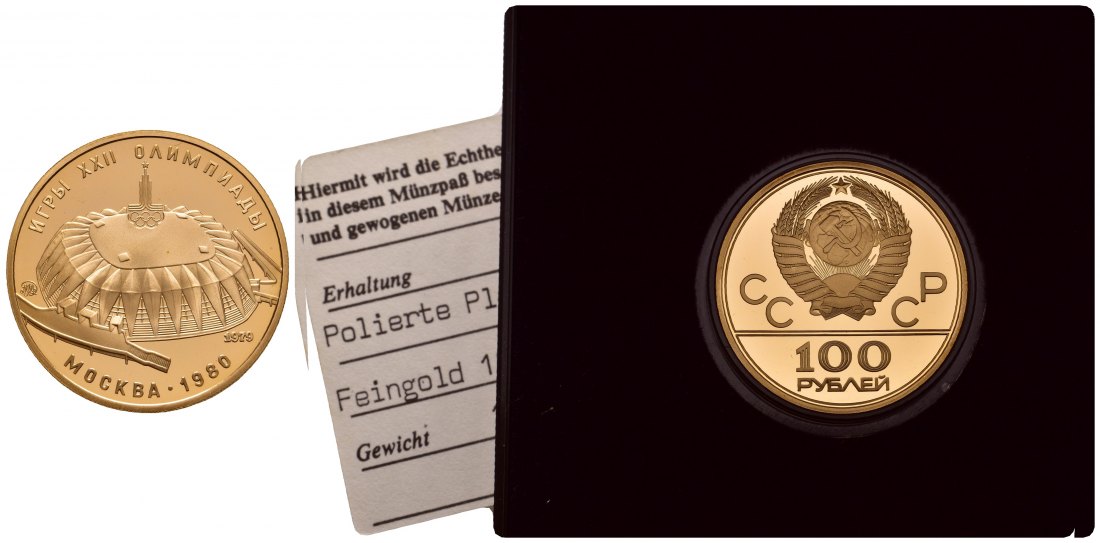 ИГРЫ XXII ОЛИМПИАДЫ
1979
МОСКВА · 1980
Hiermit wird die Echthe
in diesem Münzpaß bes
und gewogenen Münze
Erhaltung
Polierte Pl
Feingold 1
Gewicht
СССР
100
РУБЛЕЙ